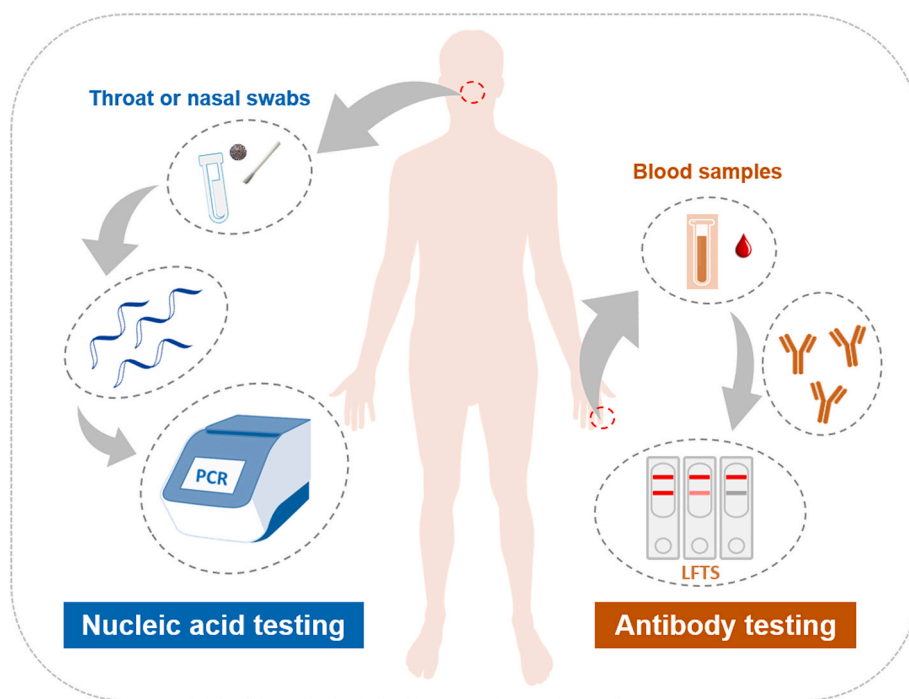 Throat or nasal swabs
Blood samples
PCR
LFTS
Nucleic acid testing
Antibody testing